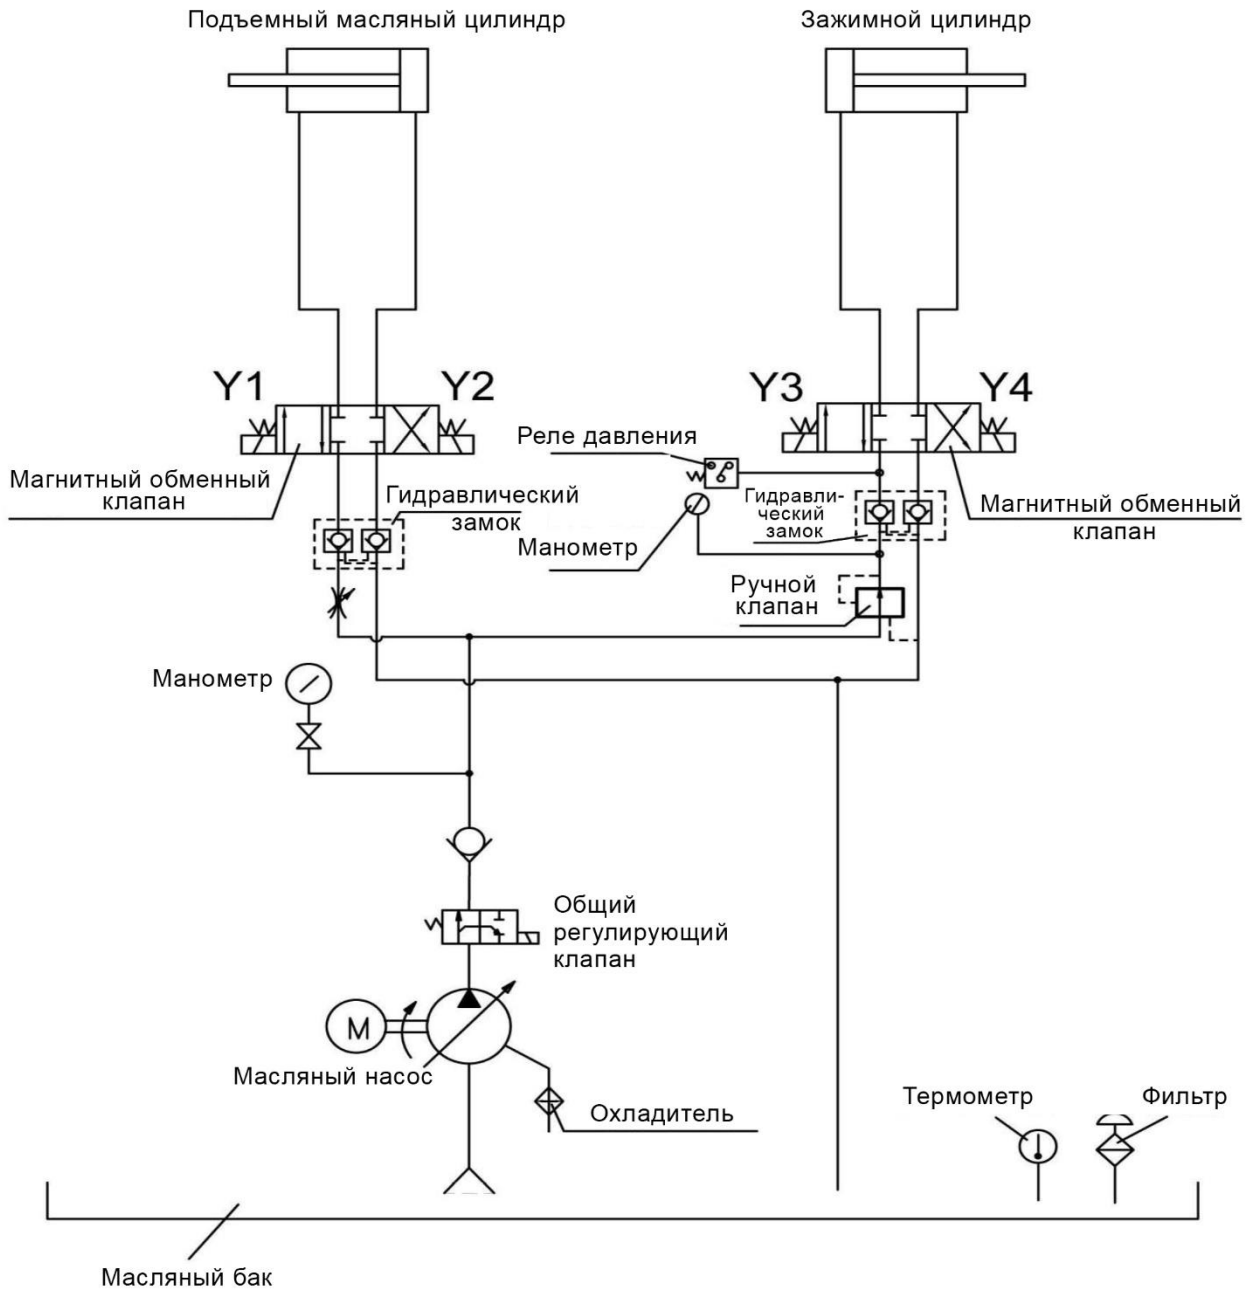 Подъемный масляный цилиндр
Зажимной цилиндр
Y1
Y2
Y3
Y4
Реле давления
Магнитный обменный
клапан
Гидравлический
замок
Гидравли-
ческий
замок
Магнитный обменный
клапан
Манометр
Ручной
клапан
Манометр
Общий
регулирующий
клапан
M
Масляный насос
Охладитель
Термометр
Фильтр
Масляный бак